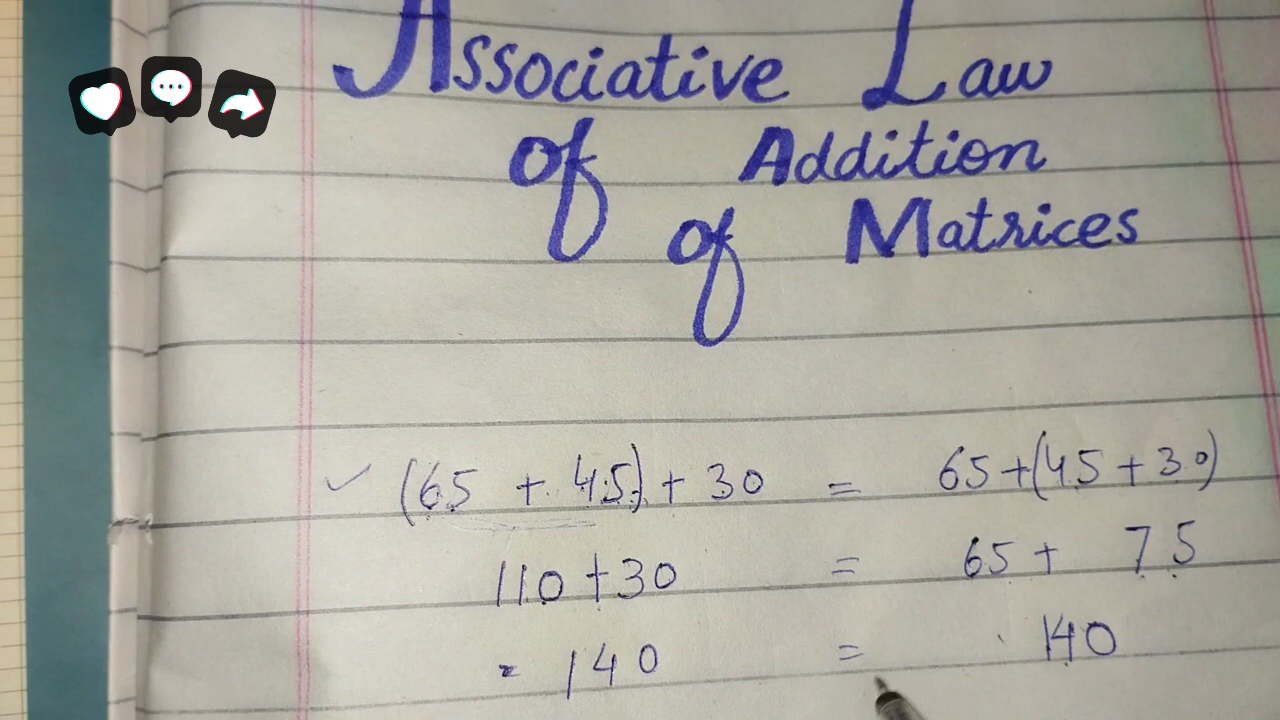 Associative Law
of Addition
of Matrices
✓ (65 + 45) + 30 = 65+(45 + 30)
110+30 = 65 + 75
= 140 = 140